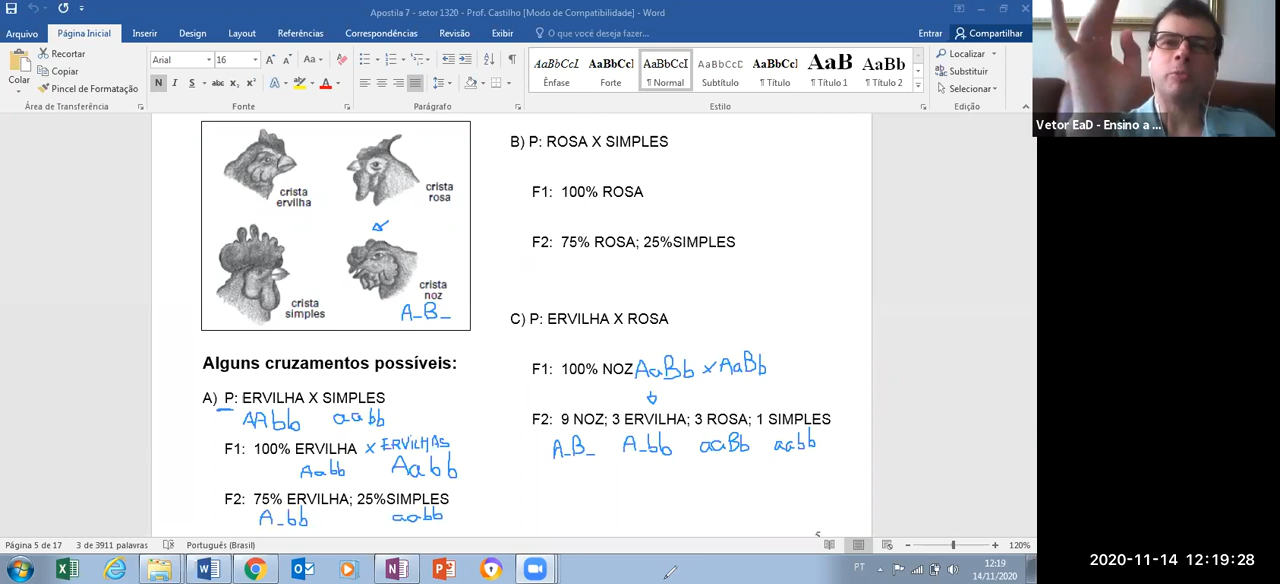 Apostila 7 - setor 1320 - Prof. Castilho [Modo de Compatibilidade] - Word
Arquivo Página Inicial Inserir Design Layout Referências Correspondências Revisão Exibir O que você deseja fazer... Entrar Compartilhar
Colar
Recortar
Copiar
Pincel de Formatação
Área de Transferência
Arial 16
N I S abc x₂ x²
Fonte
Parágrafo
AaBbCcI AaBbCcl AaBbCcI AaBbCcD AaBbCcl AaB AaBb
Ênfase Forte ¶ Normal Subtítulo ¶ Título ¶ Título 1 ¶ Título 2
Estilo
Localizar
Substituir
Selecionar
Edição
Vetor EaD - Ensino a ...
crista
ervilha
crista
rosa
crista
simples
crista
noz
A_B_
Alguns cruzamentos possíveis:
A) P: ERVILHA X SIMPLES
AAbb aabb
F1: 100% ERVILHA x ERVILHAS
Aabb Aabb
F2: 75% ERVILHA; 25%SIMPLES
A_bb aabb
B) P: ROSA X SIMPLES
F1: 100% ROSA
F2: 75% ROSA; 25%SIMPLES
C) P: ERVILHA X ROSA
F1: 100% NOZ AaBb x AaBb
F2: 9 NOZ; 3 ERVILHA; 3 ROSA; 1 SIMPLES
A_B_ A_bb aaBb aabb
5
Página 5 de 17 3 de 3911 palavras Português (Brasil) 120%
PT 12:19
14/11/2020
2020-11-14 12:19:28